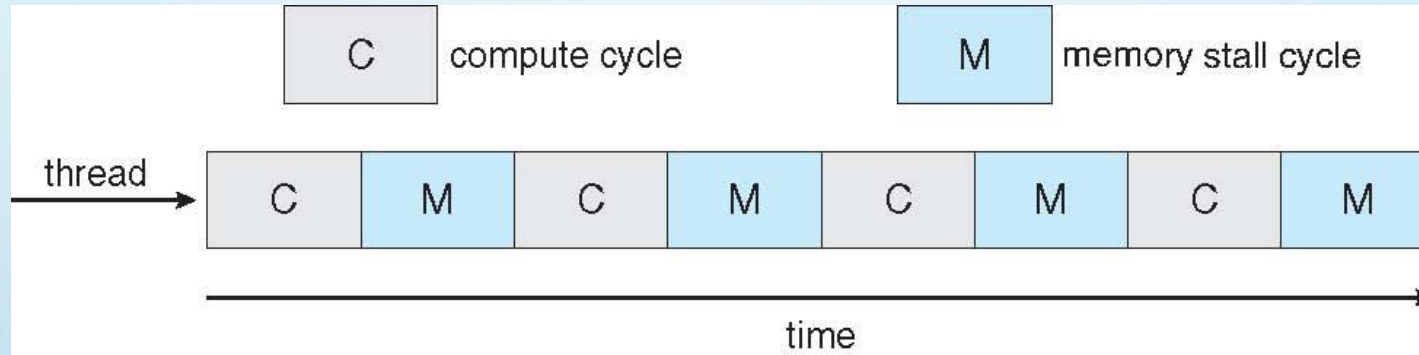 C compute cycle M memory stall cycle
thread
C M C M C M C M
time